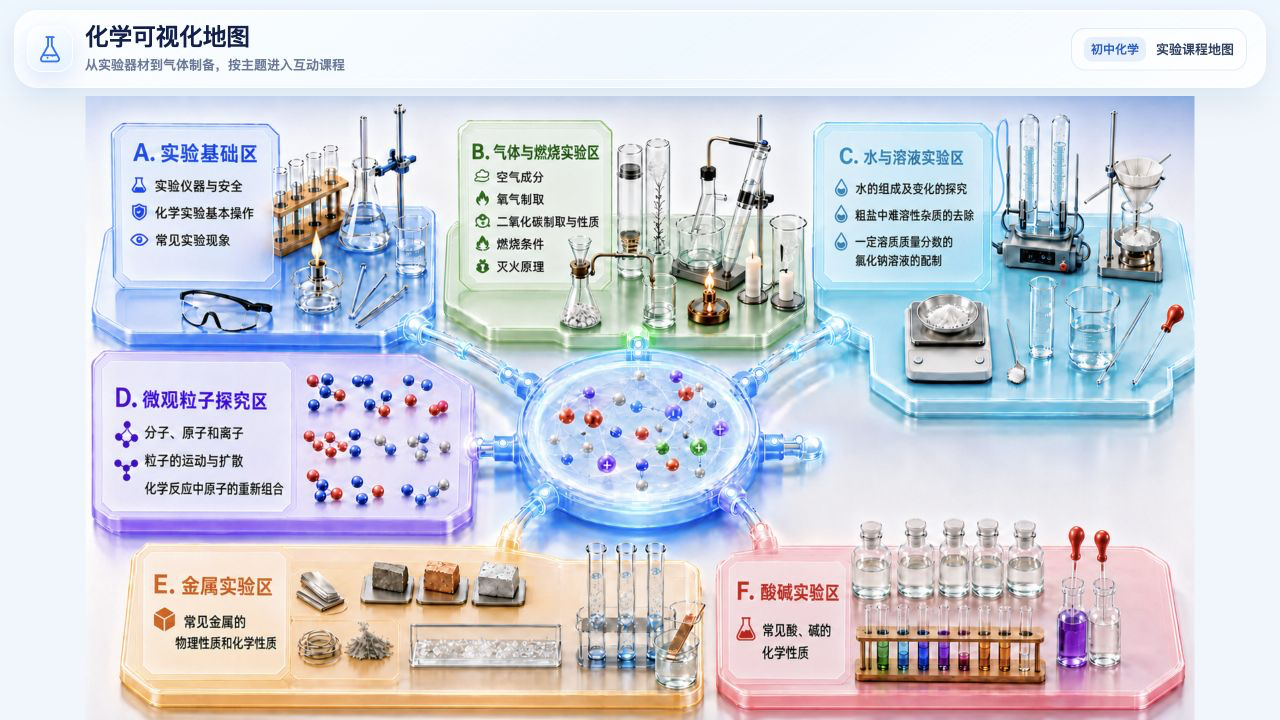 化学可视化地图
从实验器材到气体制备，按主题进入互动课程
初中化学 实验课程地图
A. 实验基础区
实验仪器与安全
化学实验基本操作
常见实验现象
B. 气体与燃烧实验区
空气成分
氧气制取
二氧化碳制取与性质
燃烧条件
灭火原理
C. 水与溶液实验区
水的组成及变化的探究
粗盐中难溶性杂质的去除
一定溶质质量分数的
氯化钠溶液的配制
D. 微观粒子探究区
分子、原子和离子
粒子的运动与扩散
化学反应中原子的重新组合
E. 金属实验区
常见金属的
物理性质和化学性质
F. 酸碱实验区
常见酸、碱的
化学性质